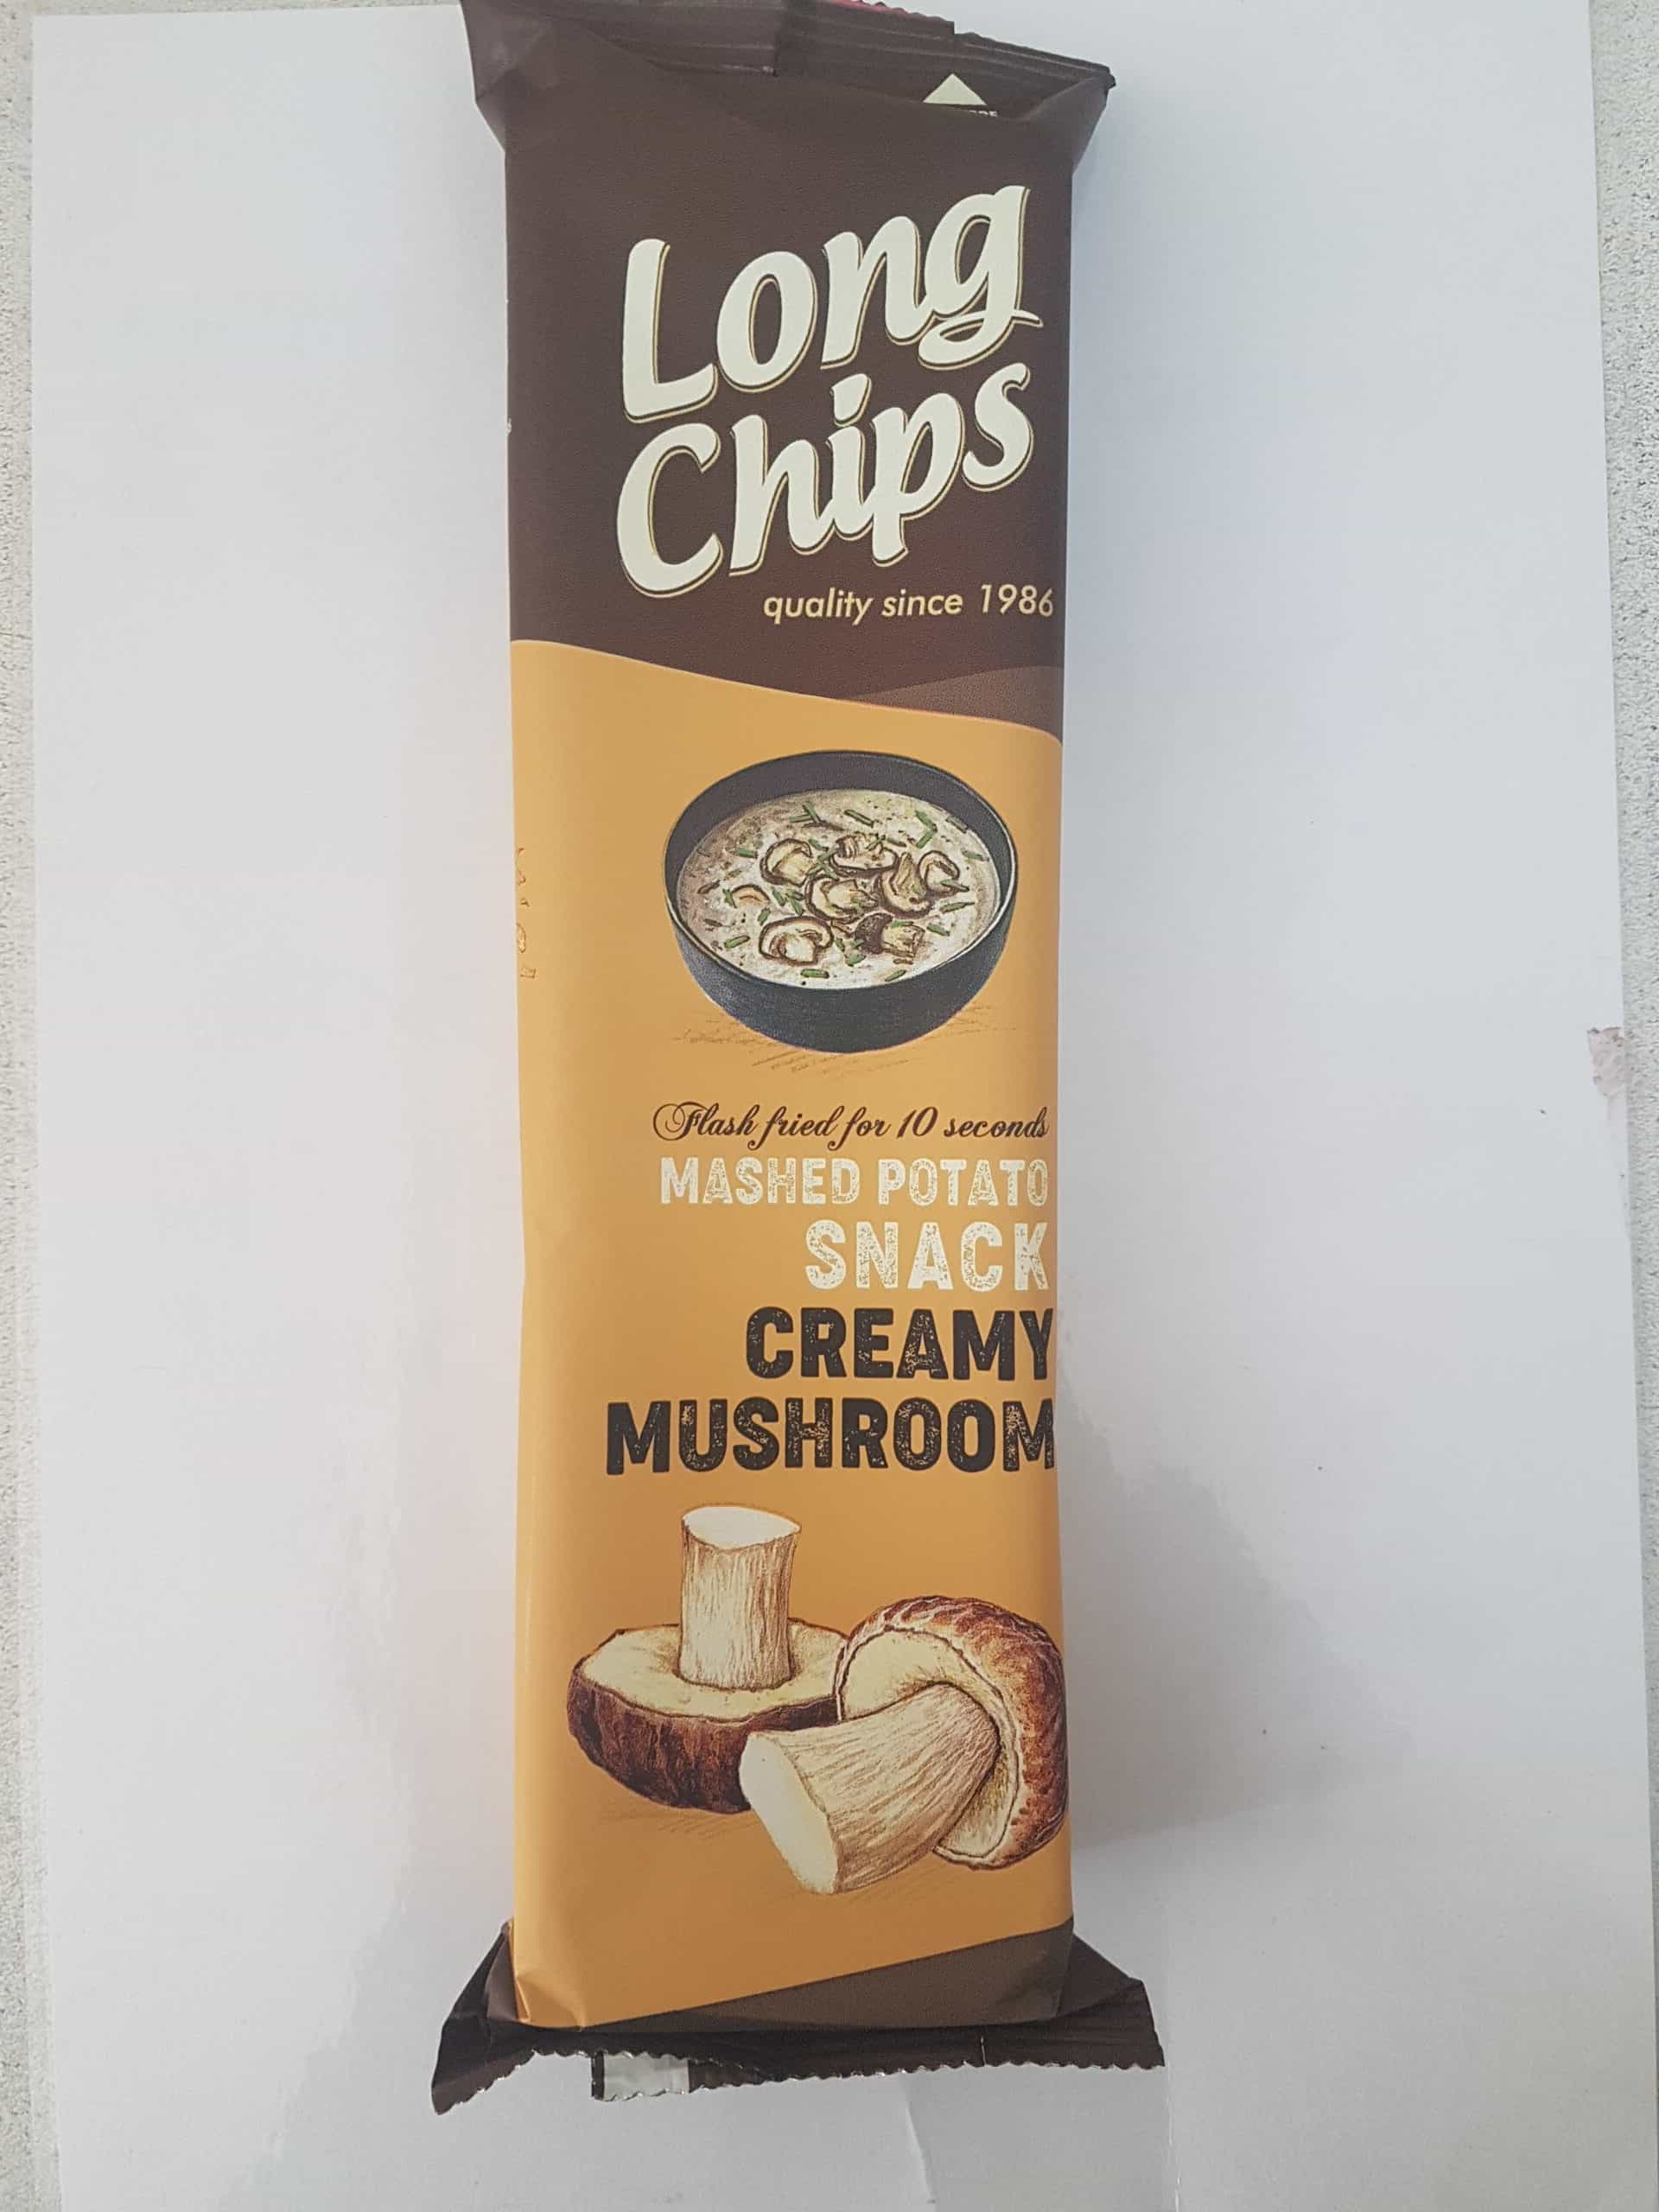 Long
Chips
quality since 1986
Flash fried for 10 seconds
MASHED POTATO
SNACK
CREAMY
MUSHROOM